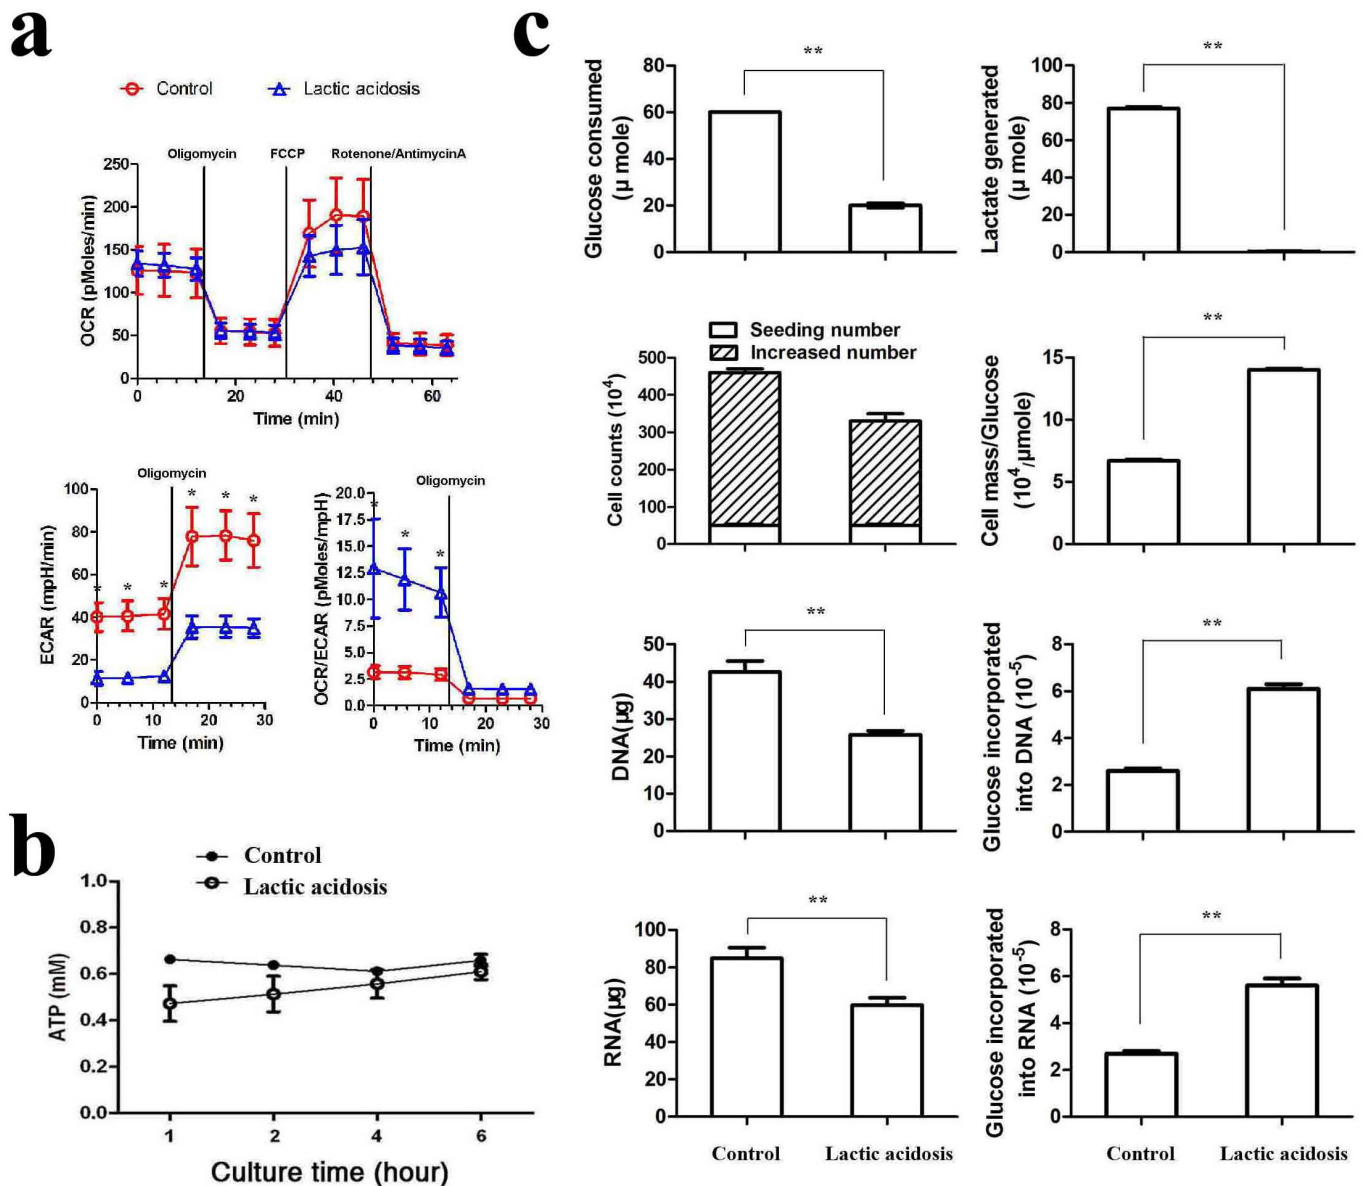 a
Control
Lactic acidosis
Oligomycin
FCCP
Rotenone/AntimycinA
OCR (pMoles/min)
250
200
150
100
50
0
0
20
40
60
Time (min)
Oligomycin
ECAR (mpH/min)
100
80
60
40
20
0
* * * * * *
0
10
20
30
Time (min)
Oligomycin
OCR/ECAR (pMoles/mpH)
20.0
17.5
15.0
12.5
10.0
7.5
5.0
2.5
0.0
* * *
0
10
20
30
Time (min)
b
Control
Lactic acidosis
ATP (mM)
1.0
0.8
0.6
0.4
0.2
0.0
1
2
4
6
Culture time (hour)
c
Glucose consumed
(μ mole)
80
60
40
20
0
**
Lactate generated
(μ mole)
100
80
60
40
20
0
**
Seeding number
Increased number
Cell counts (10⁴)
500
400
300
200
100
0
Cell mass/Glucose
(10⁴/μmole)
15
10
5
0
**
DNA(μg)
50
40
30
20
10
0
**
Glucose incorporated
into DNA (10⁻⁵)
8
6
4
2
0
**
RNA(μg)
100
80
60
40
20
0
**
Control
Lactic acidosis
Glucose incorporated
into RNA (10⁻⁵)
8
6
4
2
0
**
Control
Lactic acidosis